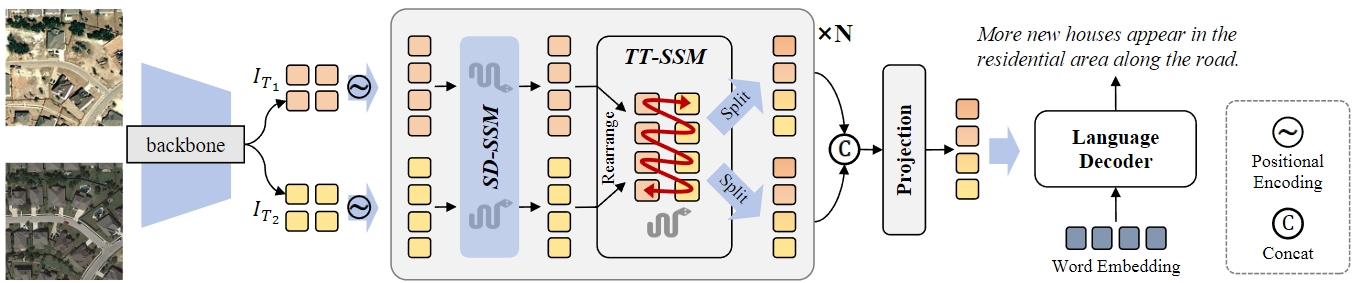 I_{T_1}
I_{T_2}
backbone
SD-SSM
Rearrange
TT-SSM
Split
Split
×N
C
Projection
More new houses appear in the
residential area along the road.
Language
Decoder
Word Embedding
~
Positional
Encoding
C
Concat